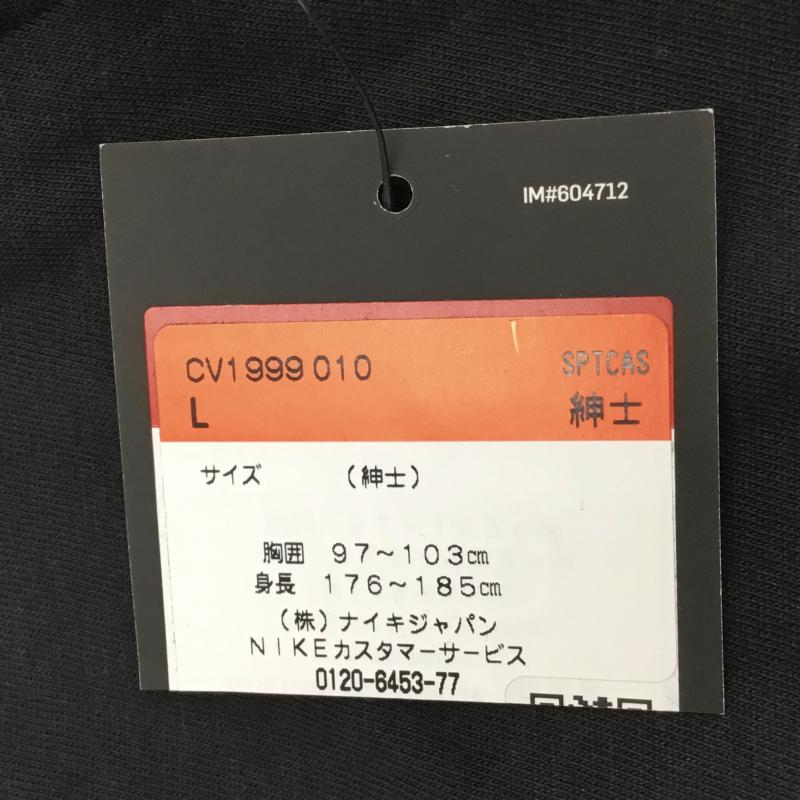 IM#604712
CV1999 010 SPTCAS
L 紳士
サイズ (紳士)
胸囲 97~103cm
身長 176~185cm
(株)ナイキジャパン
NIKEカスタマーサービス
0120-6453-77